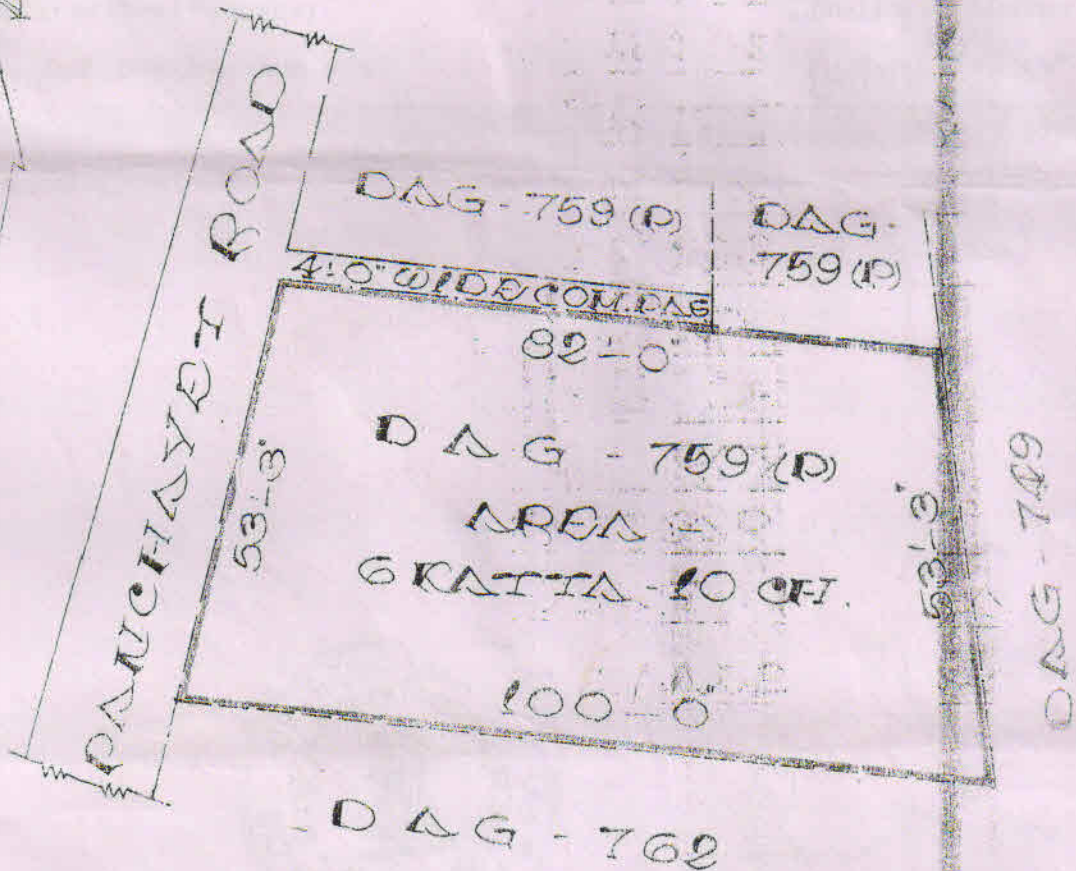 PANCHAYET ROAD
DAG - 759 (P)
DAG-
759 (P)
4'-0" WIDE COM. PAS
82'-0"
DAG - 759 (P)
AREA =
6 KATTA - 10 CH.
53'-3"
53'-3"
100'-0"
DAG - 749
DAG - 762